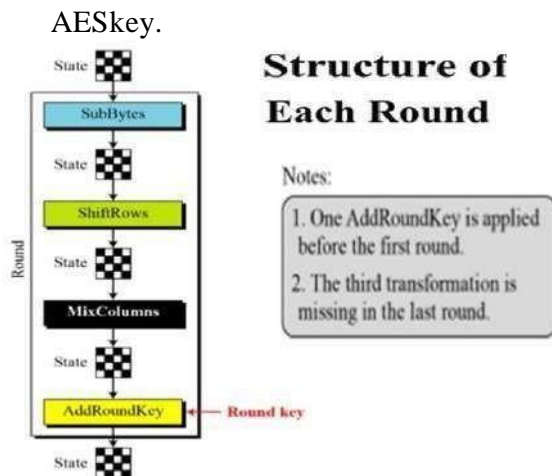 AESkey.
State
Structure of
Each Round
SubBytes
State
Notes:
1. One AddRoundKey is applied
before the first round.
2. The third transformation is
missing in the last round.
ShiftRows
Round
State
MixColumns
State
AddRoundKey
Round key
State